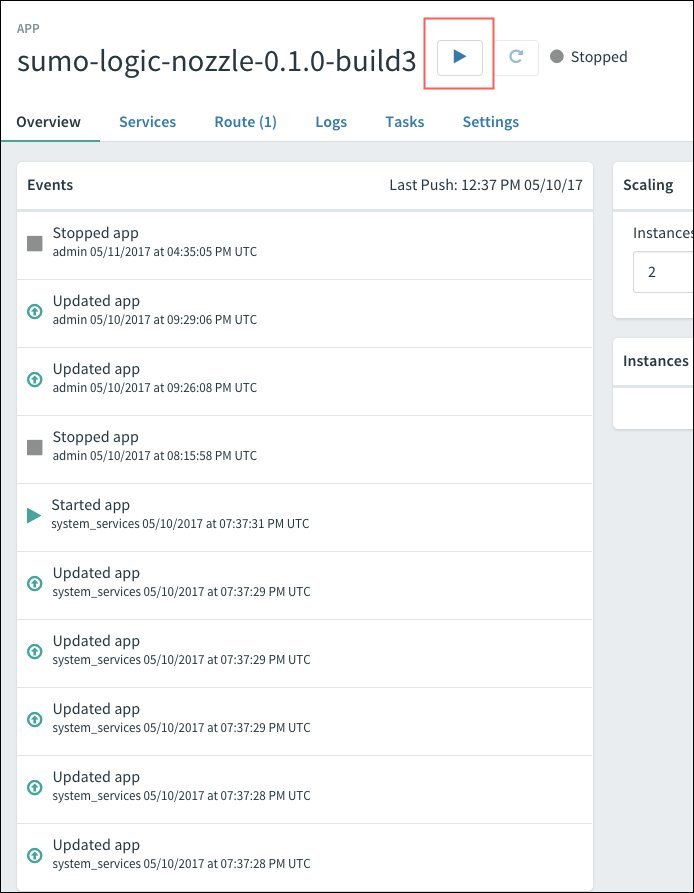 APP
sumo-logic-nozzle-0.1.0-build3 Stopped
Overview Services Route (1) Logs Tasks Settings
Events Last Push: 12:37 PM 05/10/17
Stopped app
admin 05/11/2017 at 04:35:05 PM UTC
Updated app
admin 05/10/2017 at 09:29:06 PM UTC
Updated app
admin 05/10/2017 at 09:26:08 PM UTC
Stopped app
admin 05/10/2017 at 08:15:58 PM UTC
Started app
system_services 05/10/2017 at 07:37:31 PM UTC
Updated app
system_services 05/10/2017 at 07:37:29 PM UTC
Updated app
system_services 05/10/2017 at 07:37:29 PM UTC
Updated app
system_services 05/10/2017 at 07:37:29 PM UTC
Updated app
system_services 05/10/2017 at 07:37:28 PM UTC
Updated app
system_services 05/10/2017 at 07:37:28 PM UTC
Scaling
Instances
2
Instances